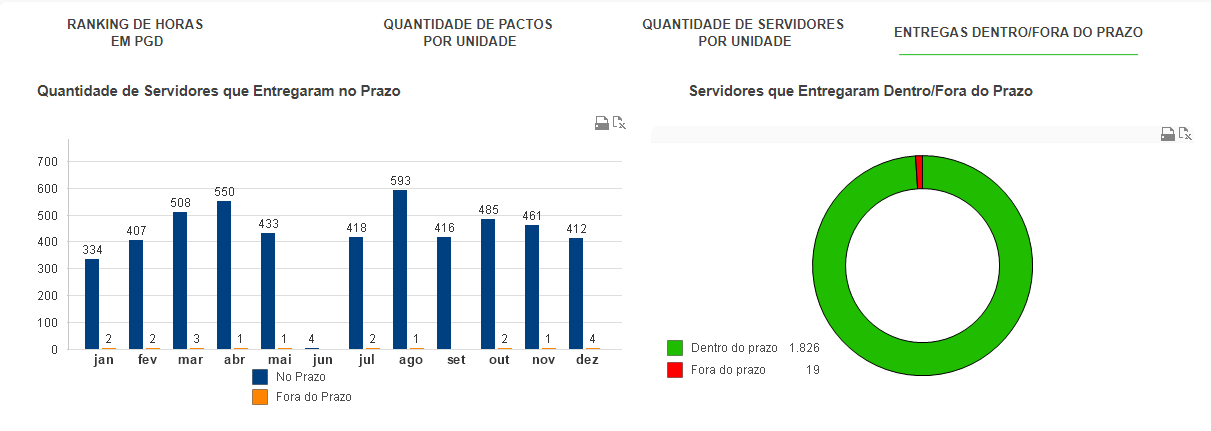 RANKING DE HORAS
EM PGD
QUANTIDADE DE PACTOS
POR UNIDADE
QUANTIDADE DE SERVIDORES
POR UNIDADE
ENTREGAS DENTRO/FORA DO PRAZO
Quantidade de Servidores que Entregaram no Prazo
700
600
500
400
300
200
100
0
334
407
508
550
433
4
418
593
416
485
461
412
2
2
3
1
1
2
1
2
1
4
jan
fev
mar
abr
mai
jun
jul
ago
set
out
nov
dez
No Prazo
Fora do Prazo
Servidores que Entregaram Dentro/Fora do Prazo
Dentro do prazo 1.826
Fora do prazo 19